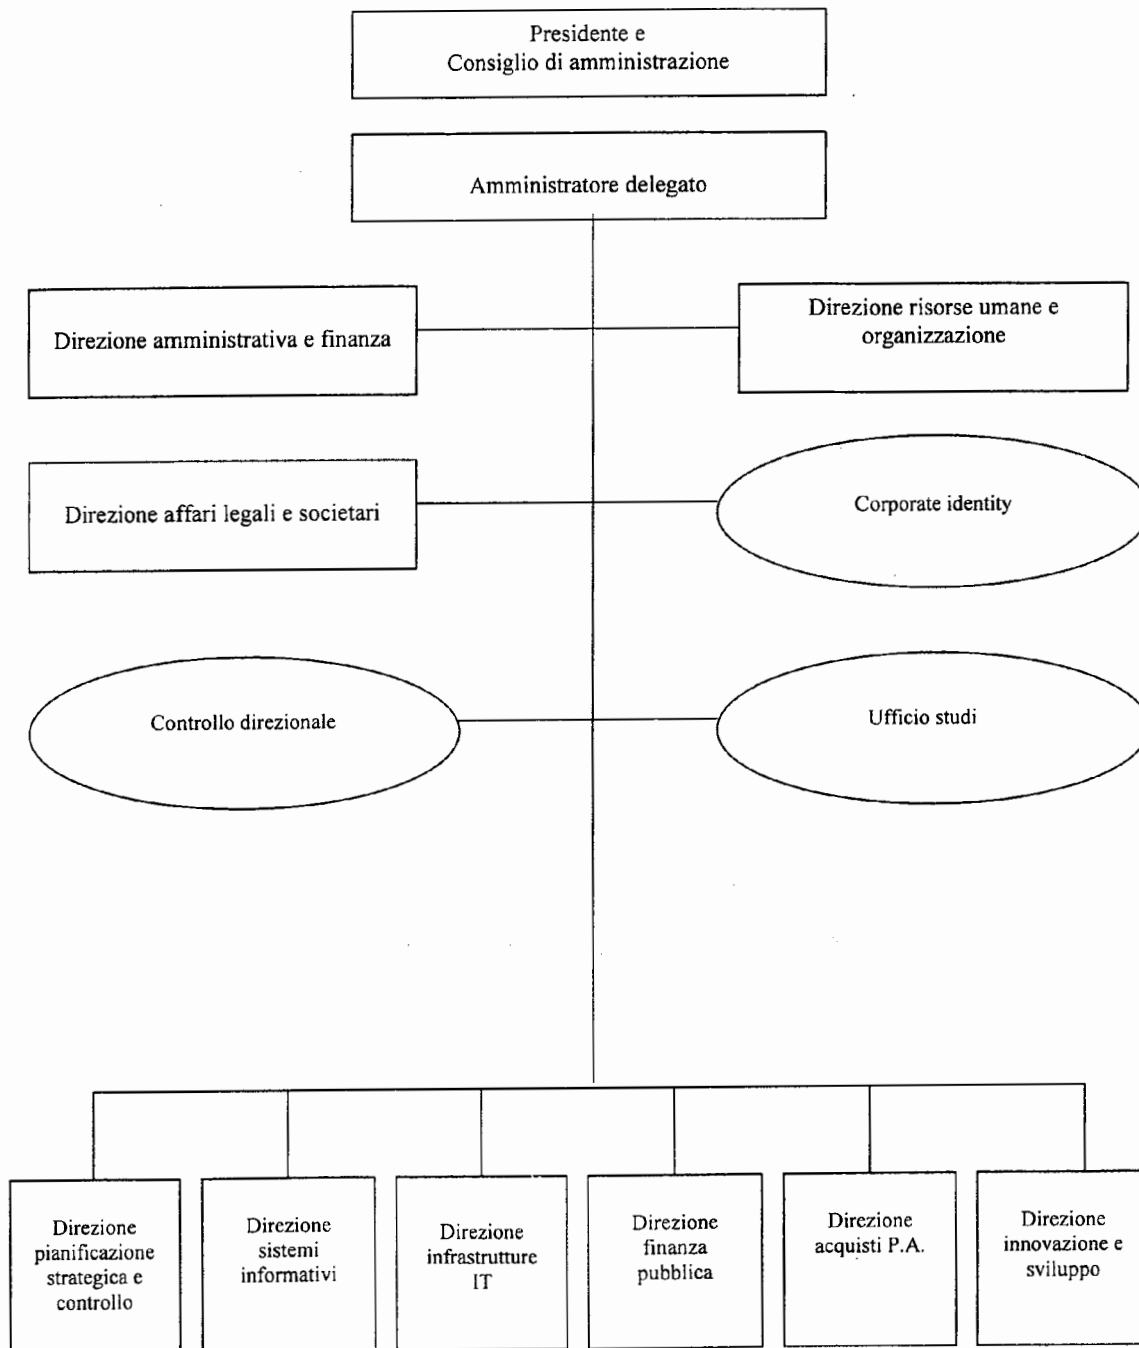 Presidente e
Consiglio di amministrazione
Amministratore delegato
Direzione amministrativa e finanza
Direzione risorse umane e
organizzazione
Direzione affari legali e societari
Corporate identity
Controllo direzionale
Ufficio studi
Direzione
pianificazione
strategica e
controllo
Direzione
sistemi
informativi
Direzione
infrastrutture
IT
Direzione
finanza
pubblica
Direzione
acquisti P.A.
Direzione
innovazione e
sviluppo